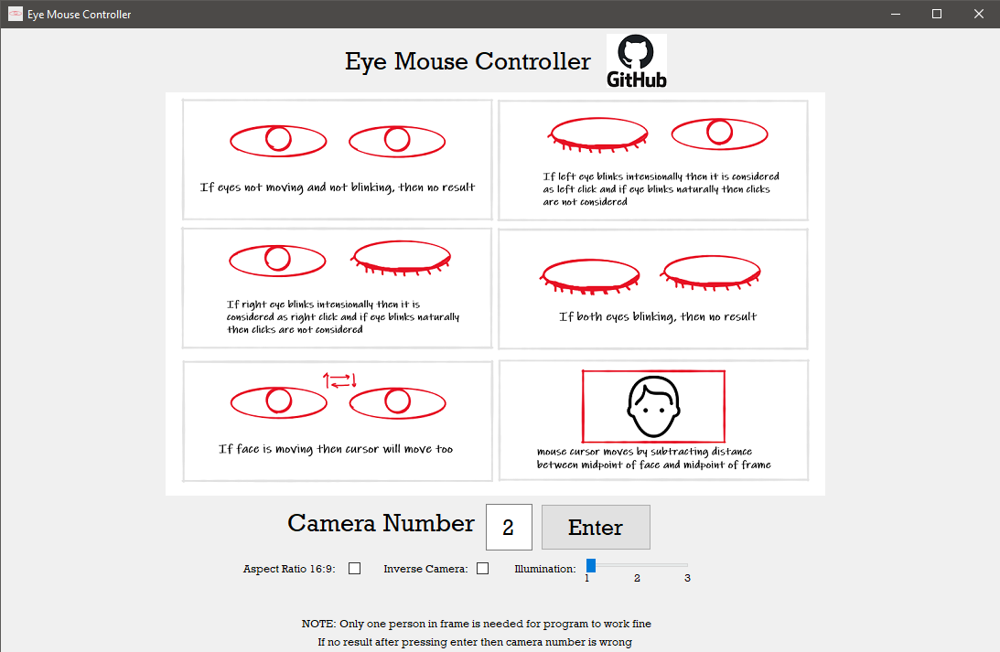 Eye Mouse Controller
Eye Mouse Controller
GitHub
If eyes not moving and not blinking, then no result
If left eye blinks intensionally then it is considered
as left click and if eye blinks naturally then clicks
are not considered
If right eye blinks intensionally then it is
considered as right click and if eye blinks naturally
then clicks are not considered
If both eyes blinking, then no result
If face is moving then cursor will move too
mouse cursor moves by subtracting distance
between midpoint of face and midpoint of frame
Camera Number 2 Enter
Aspect Ratio 16:9: Inverse Camera: Illumination:
1 2 3
NOTE: Only one person in frame is needed for program to work fine
If no result after pressing enter then camera number is wrong